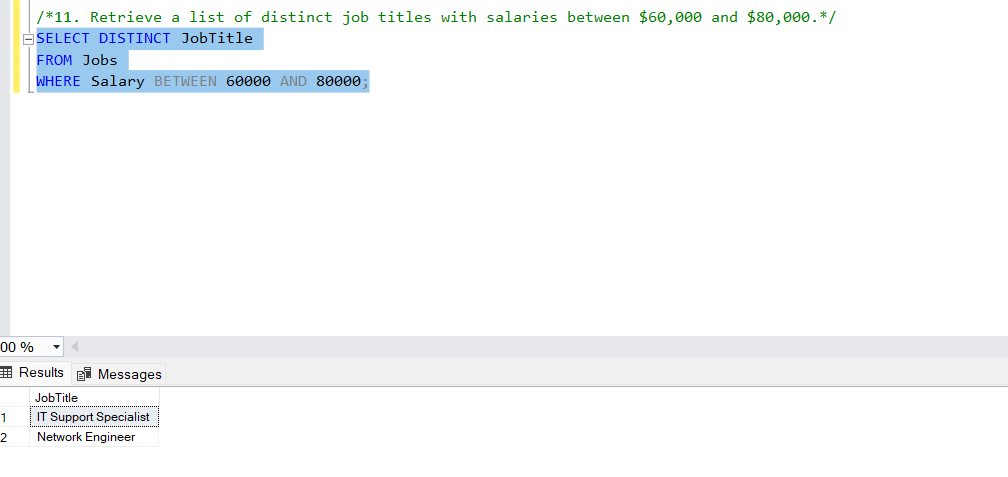 /*11. Retrieve a list of distinct job titles with salaries between $60,000 and $80,000.*/
SELECT DISTINCT JobTitle
FROM Jobs
WHERE Salary BETWEEN 60000 AND 80000;
00 %
Results Messages
JobTitle
1 IT Support Specialist
2 Network Engineer